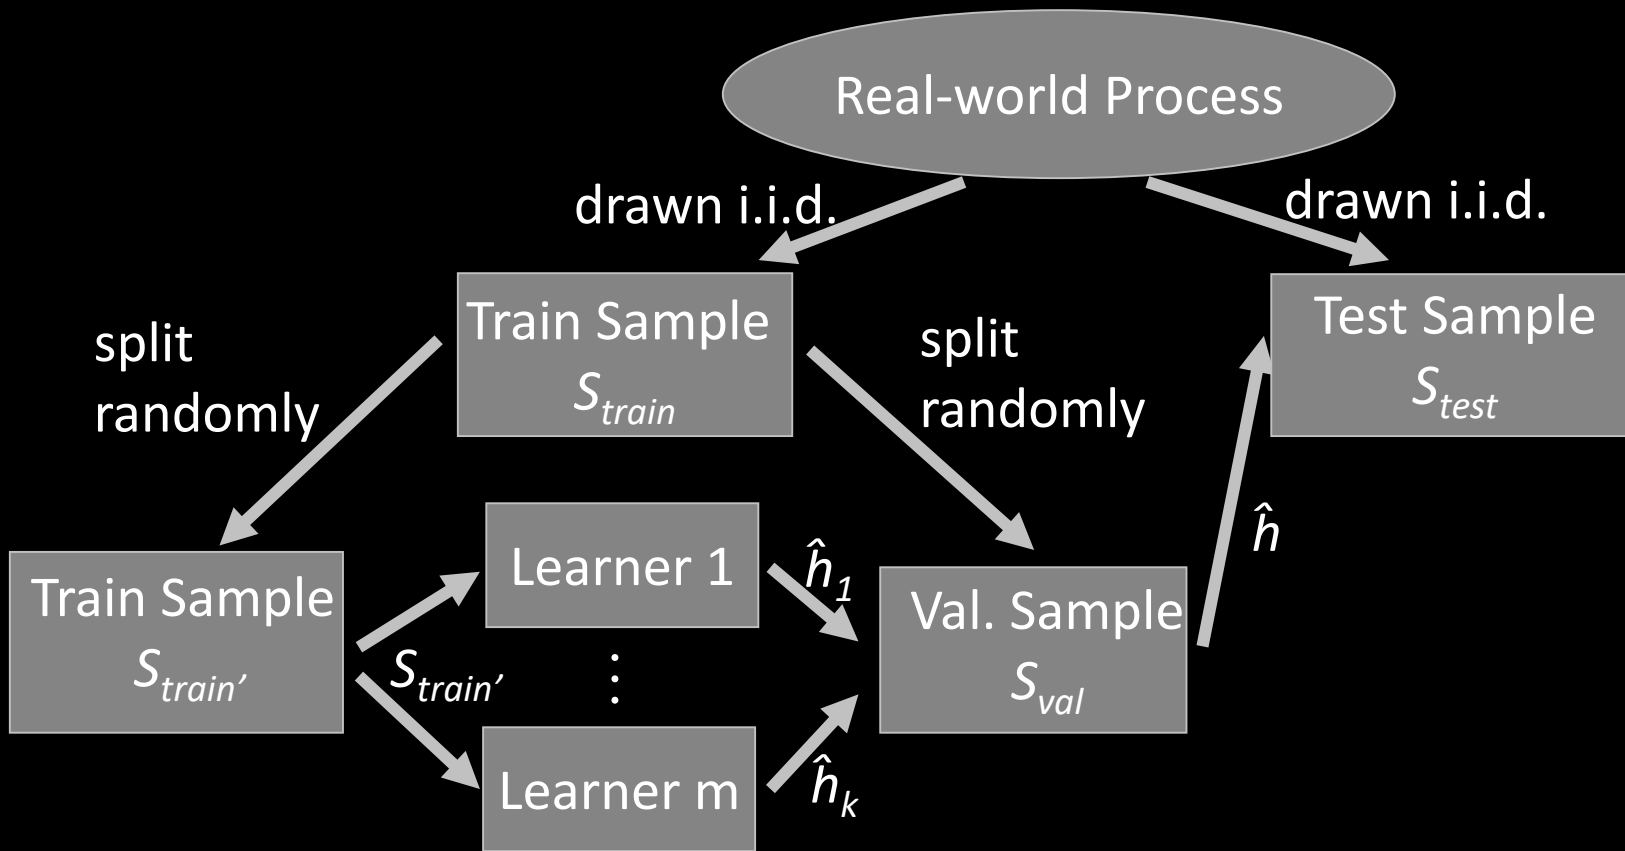 Real-world Process
drawn i.i.d.
drawn i.i.d.
Train Sample
S_train
Test Sample
S_test
split
randomly
split
randomly
Train Sample
S_train’
S_train’
Learner 1
⋮
Learner m
ĥ_1
ĥ_k
Val. Sample
S_val
ĥ